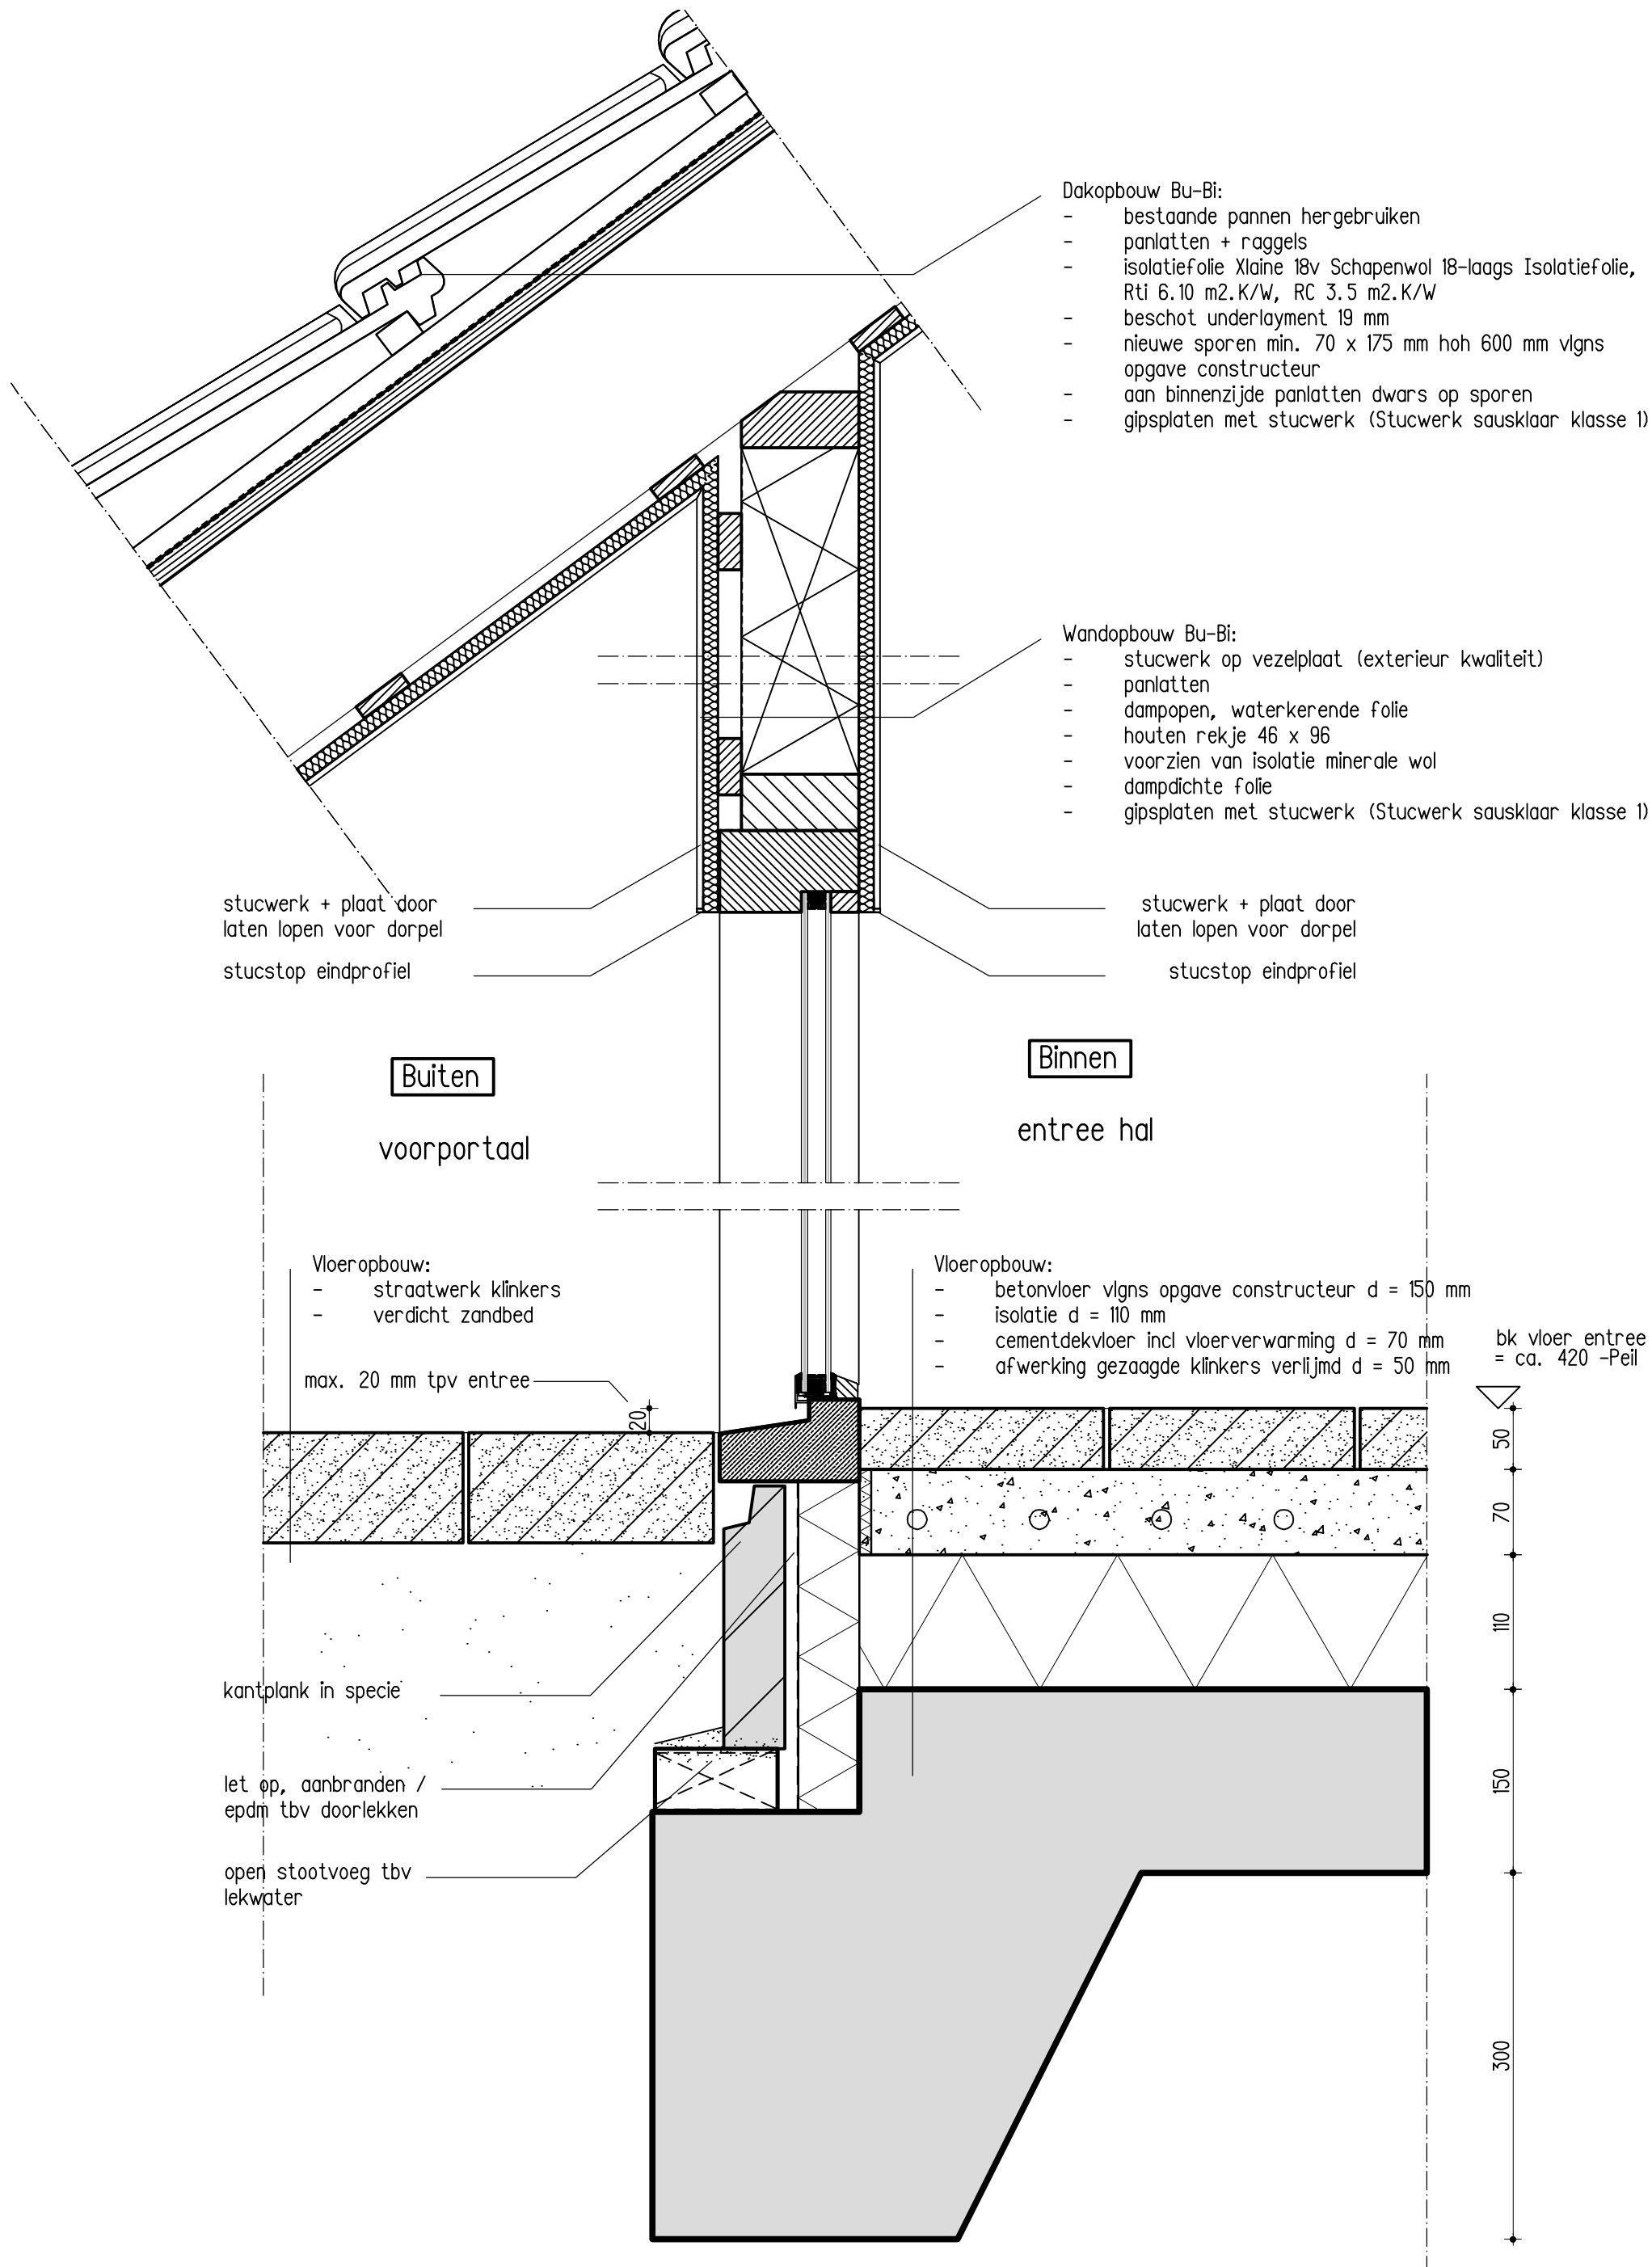 Dakopbouw Bu-Bi:
- bestaande pannen hergebruiken
- panlatten + raggels
- isolatiefolie Xlaine 18v Schapenwol 18-laags Isolatiefolie,
Rti 6.10 m2.K/W, RC 3.5 m2.K/W
- beschot underlayment 19 mm
- nieuwe sporen min. 70 x 175 mm hoh 600 mm vlgns
opgave constructeur
- aan binnenzijde panlatten dwars op sporen
- gipsplaten met stucwerk (Stucwerk sausklaar klasse 1)
Wandopbouw Bu-Bi:
- stucwerk op vezelplaat (exterieur kwaliteit)
- panlatten
- dampopen, waterkerende folie
- houten rekje 46 x 96
- voorzien van isolatie minerale wol
- dampdichte folie
- gipsplaten met stucwerk (Stucwerk sausklaar klasse 1)
stucwerk + plaat door
laten lopen voor dorpel
stucstop eindprofiel
stucwerk + plaat door
laten lopen voor dorpel
stucstop eindprofiel
Buiten
voorportaal
Binnen
entree hal
Vloeropbouw:
- straatwerk klinkers
- verdicht zandbed
max. 20 mm tpv entree
20
Vloeropbouw:
- betonvloer vlgns opgave constructeur d = 150 mm
- isolatie d = 110 mm
- cementdekvloer incl vloerverwarming d = 70 mm
- afwerking gezaagde klinkers verlijmd d = 50 mm
bk vloer entree
= ca. 420 -Peil
50
70
110
150
300
kantplank in specie
let op, aanbranden /
epdm tbv doorlekken
open stootvoeg tbv
lekwater